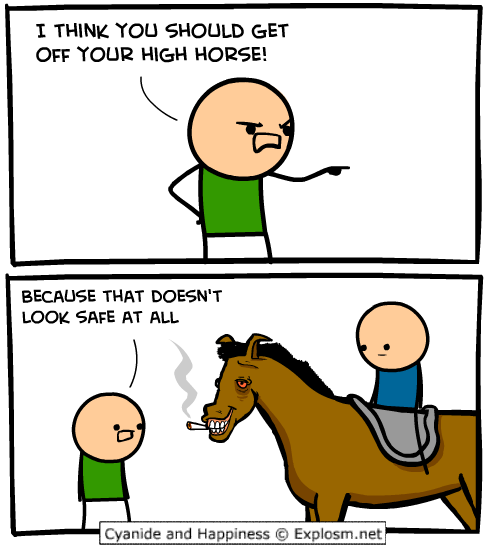 I THINK YOU SHOULD GET
OFF YOUR HIGH HORSE!
BECAUSE THAT DOESN'T
LOOK SAFE AT ALL
Cyanide and Happiness © Explosm.net